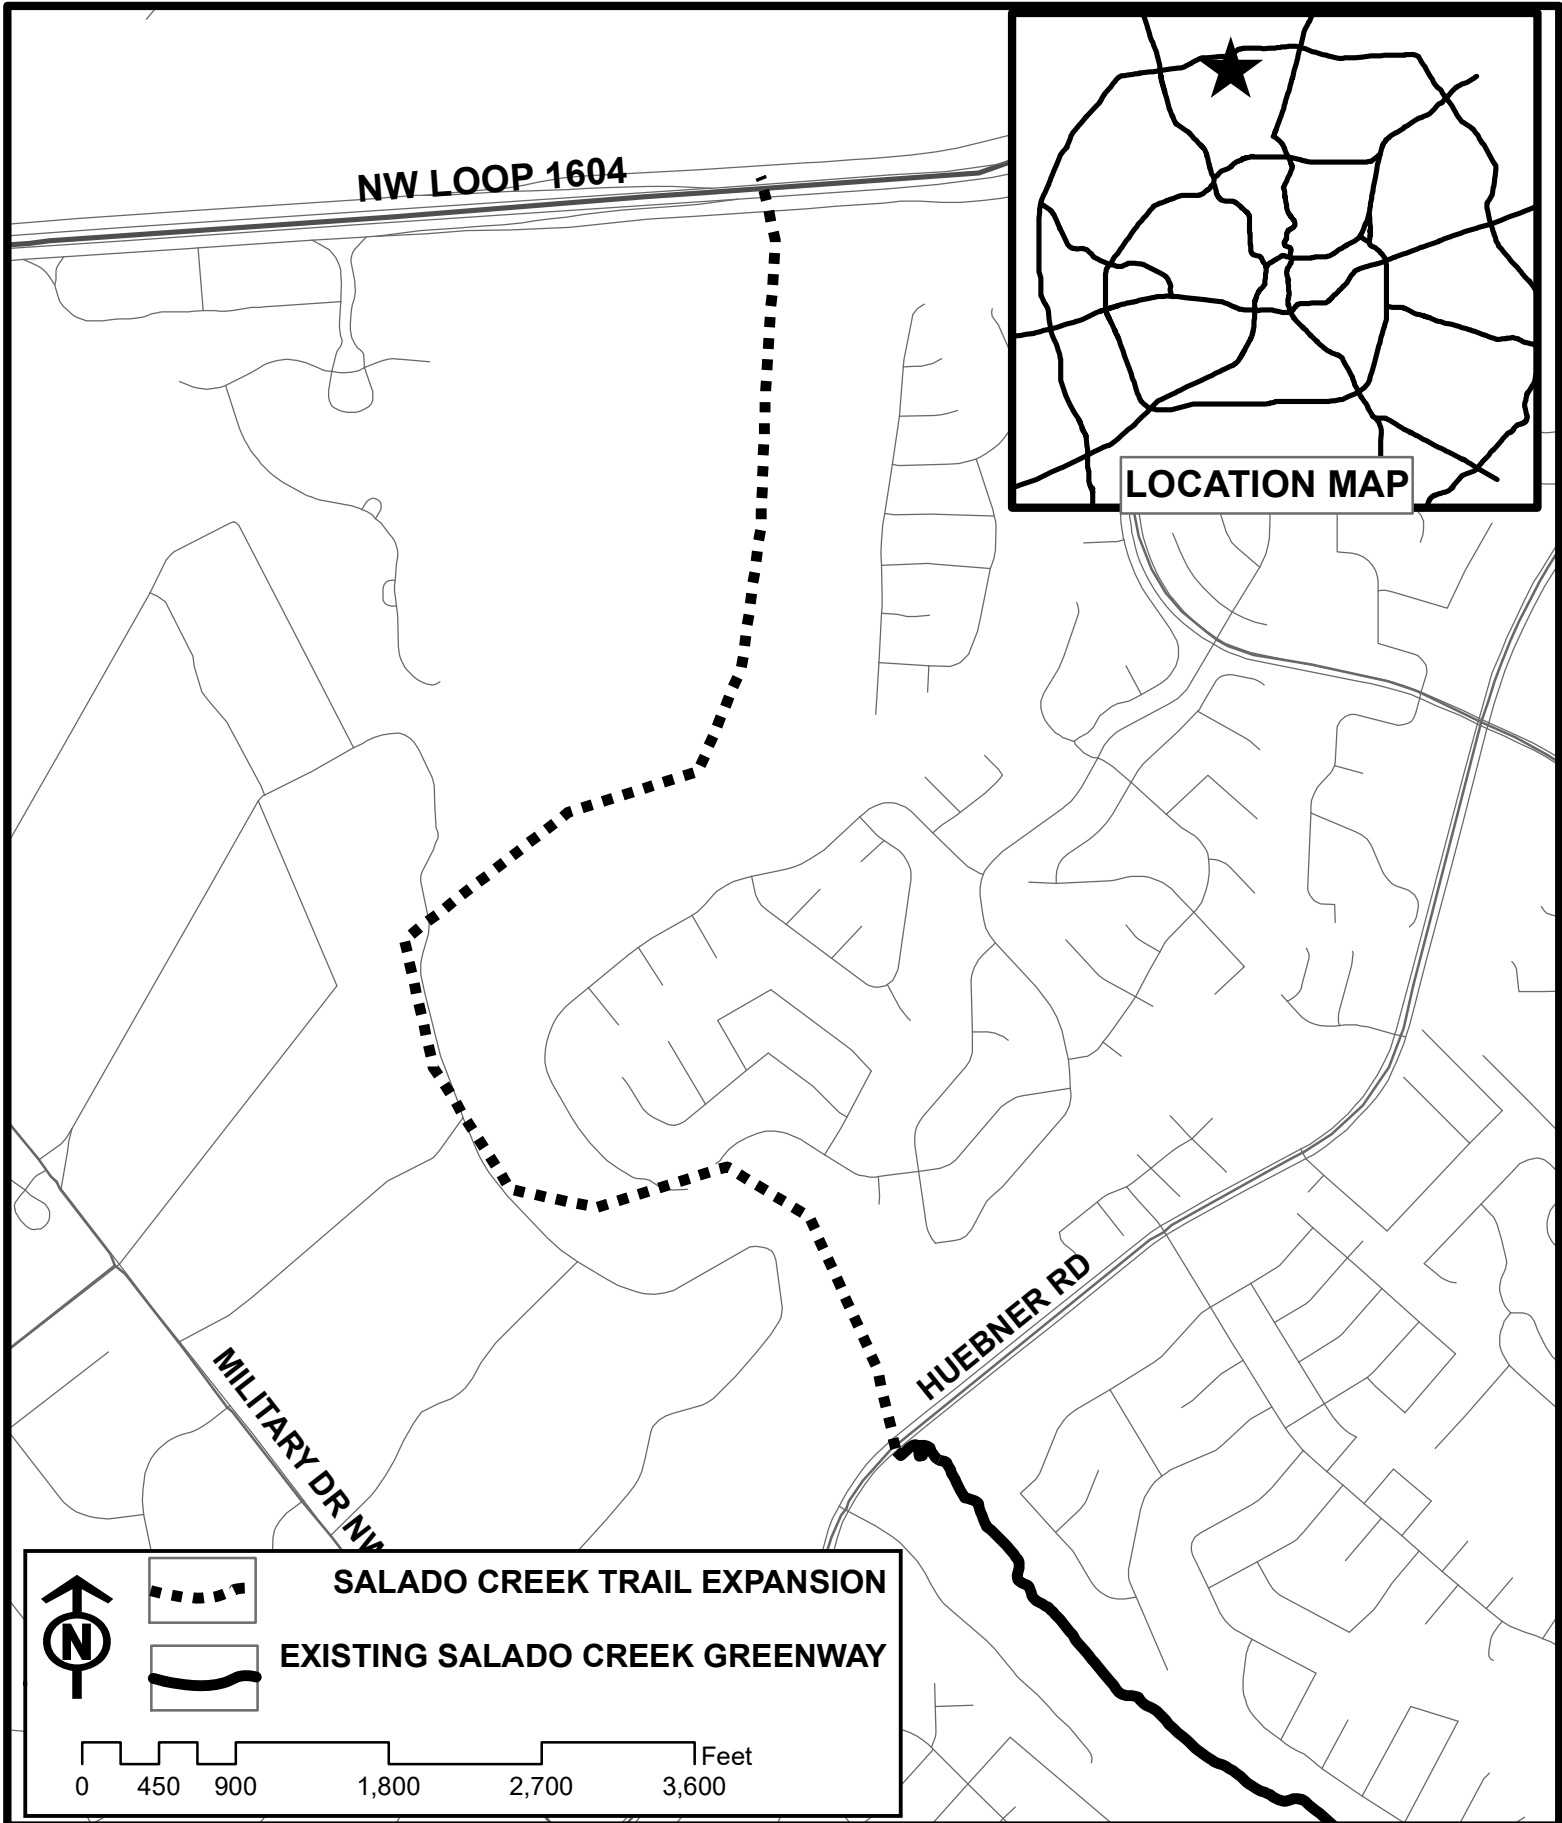 NW LOOP 1604
LOCATION MAP
HUEBNER RD
MILITARY DR NW
SALADO CREEK TRAIL EXPANSION
EXISTING SALADO CREEK GREENWAY
N
Feet
0 450 900 1,800 2,700 3,600